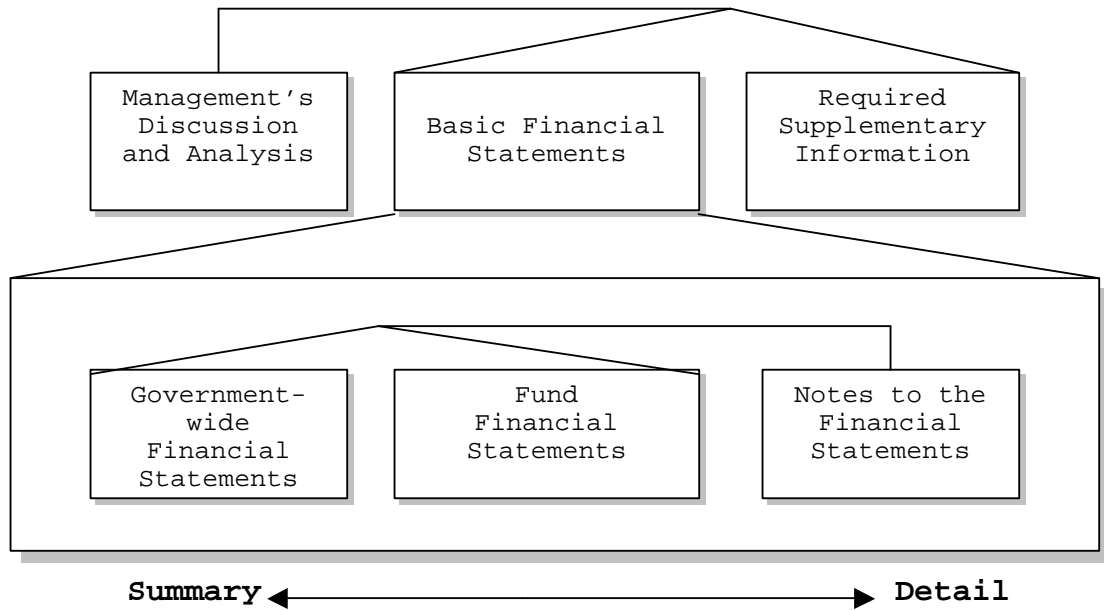 Management's
Discussion
and Analysis
Basic Financial
Statements
Required
Supplementary
Information
Government-
wide
Financial
Statements
Fund
Financial
Statements
Notes to the
Financial
Statements
Summary
Detail